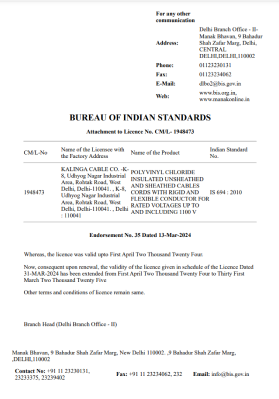 For any other
communication
Address:
Delhi Branch Office - II-
Manak Bhavan, 9 Bahadur
Shah Zafar Marg, Delhi,
CENTRAL
DELHI,DELHI,110002
Phone: 01123230131
Fax: 01123234062
E-Mail: dlbo2@bis.gov.in
Web: www.bis.org.in,
www.manakonline.in
BUREAU OF INDIAN STANDARDS
Attachment to Licence No. CM/L- 1948473
CM/L-No
Name of the Licensee with
the Factory Address
Name of the Product
Indian Standard
No.
1948473
KALINGA CABLE CO. -K-
8, Udhyog Nagar Industrial
Area, Rohtak Road, West
Delhi, Delhi-110041. , K-8,
Udhyog Nagar Industrial
Area, Rohtak Road, West
Delhi, Delhi-110041. , Delhi
: 110041
POLYVINYL CHLORIDE
INSULATED UNSHEATHED
AND SHEATHED CABLES
CORDS WITH RIGID AND
FLEXIBLE CONDUCTOR FOR
RATED VOLTAGES UP TO
AND INCLUDING 1100 V
IS 694 : 2010
Endorsement No. 35 Dated 13-Mar-2024
Whereas, the licence was valid upto First April Two Thousand Twenty Four
Now, consequent upon renewal, the validity of the licence given in schedule of the Licence Dated
31-MAR-2024 has been extended from First April Two Thousand Twenty Four to Thirty First
March Two Thousand Twenty Five
Other terms and conditions of licence remain same.
Branch Head (Delhi Branch Office - II)
Manak Bhavan, 9 Bahadur Shah Zafar Marg, New Delhi 110002 ,9 Bahadur Shah Zafar Marg,
,DELHI,110002
Contact No: +91 11 23230131,
23233375, 23239402
Fax: +91 11 23234062, 232
Email: info@bis.gov.in